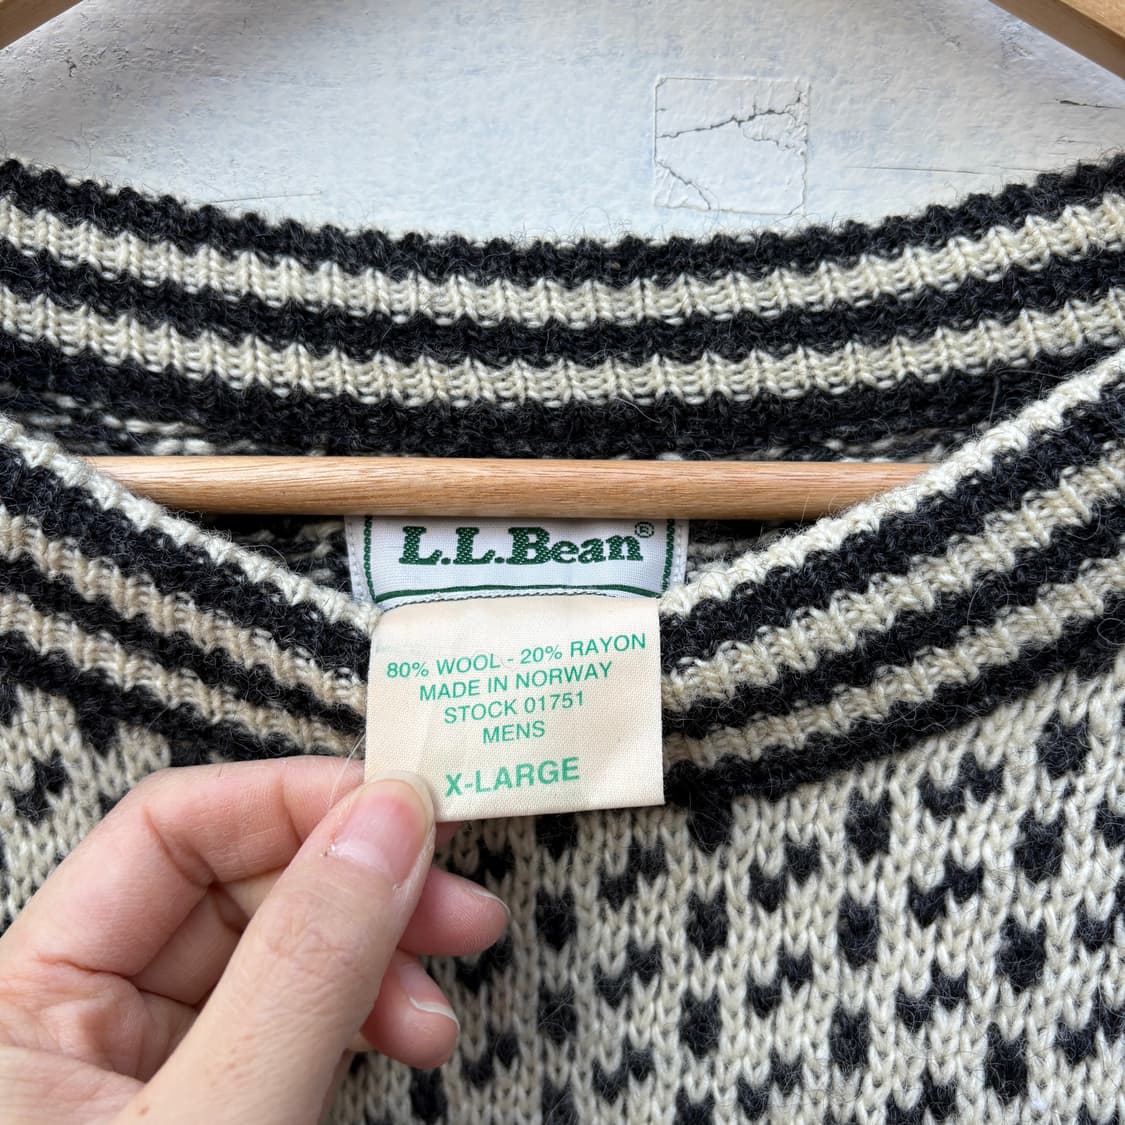 L.L.Bean®
80% WOOL - 20% RAYON
MADE IN NORWAY
STOCK 01751
MENS
X-LARGE